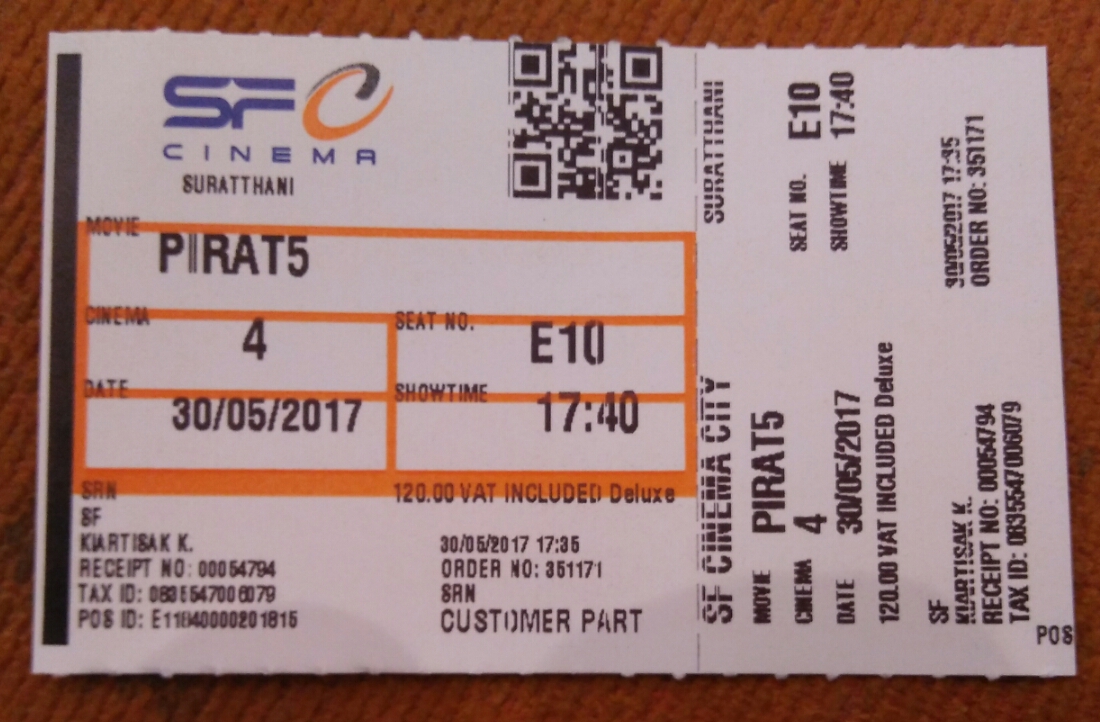 SFC
CINEMA
SURATTHANI
MOVIE
PIRAT5
CINEMA
4
SEAT NO.
E10
DATE
30/05/2017
SHOWTIME
17:40
SRN
120.00 VAT INCLUDED Deluxe
SF
KIARTISAK K.
30/05/2017 17:35
RECEIPT NO: 00054794
ORDER NO: 351171
TAX ID: 0835547006079
SRN
POS ID: E11840000201815
CUSTOMER PART
SF CINEMA CITY
SURATTHANI
MOVIE PIRAT5
CINEMA 4
SEAT NO. E10
DATE 30/05/2017
SHOWTIME 17:40
120.00 VAT INCLUDED Deluxe
SF
KIARTISAK K.
30/05/2017 17:35
RECEIPT NO: 00054794
ORDER NO: 351171
TAX ID: 0835547006079
POS